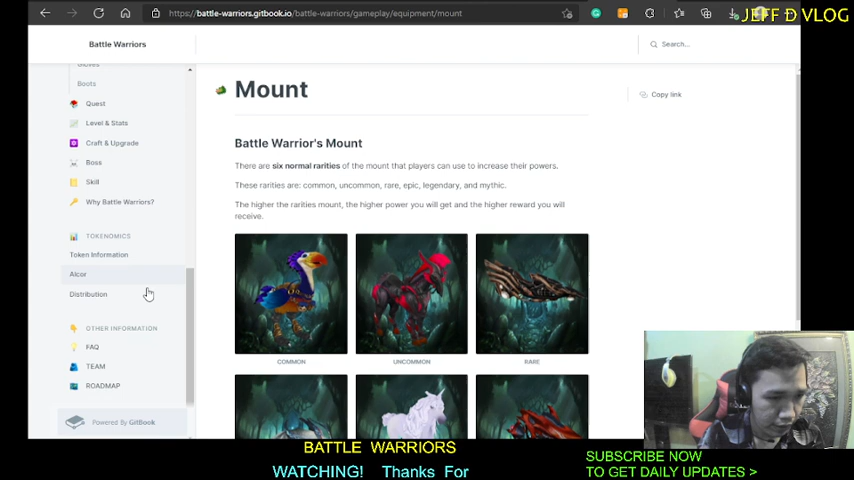 https://battle-warriors.gitbook.io/battle-warriors/gameplay/equipment/mount
JEFF D VLOG
Battle Warriors
Search...
Gloves
Boots
Quest
Level & Stats
Craft & Upgrade
Boss
Skill
Why Battle Warriors?
TOKENOMICS
Token Information
Alcor
Distribution
OTHER INFORMATION
FAQ
TEAM
ROADMAP
Powered By GitBook
Mount
Copy link
Battle Warrior's Mount
There are six normal rarities of the mount that players can use to increase their powers.
These rarities are: common, uncommon, rare, epic, legendary, and mythic.
The higher the rarities mount, the higher power you will get and the higher reward you will
receive.
COMMON
UNCOMMON
RARE
BATTLE WARRIORS
WATCHING! Thanks For
SUBSCRIBE NOW
TO GET DAILY UPDATES >